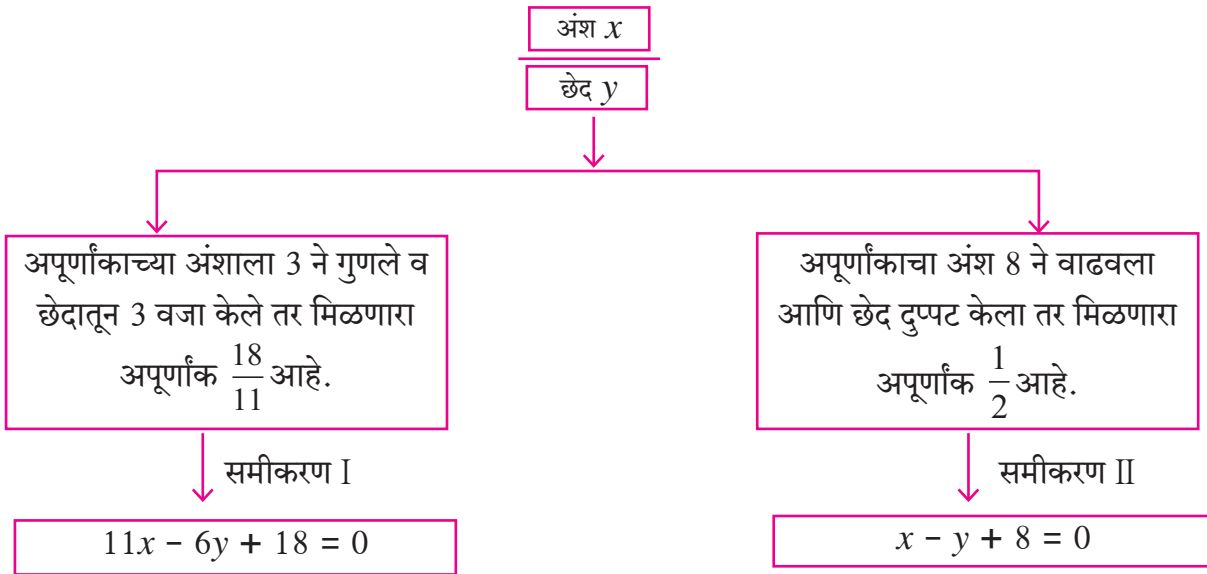 अंश x
छेद y
अपूर्णांकाच्या अंशाला 3 ने गुणले व
छेदातून 3 वजा केले तर मिळणारा
अपूर्णांक 18/11 आहे.
समीकरण I
11x − 6y + 18 = 0
अपूर्णांकाचा अंश 8 ने वाढवला
आणि छेद दुप्पट केला तर मिळणारा
अपूर्णांक 1/2 आहे.
समीकरण II
x − y + 8 = 0